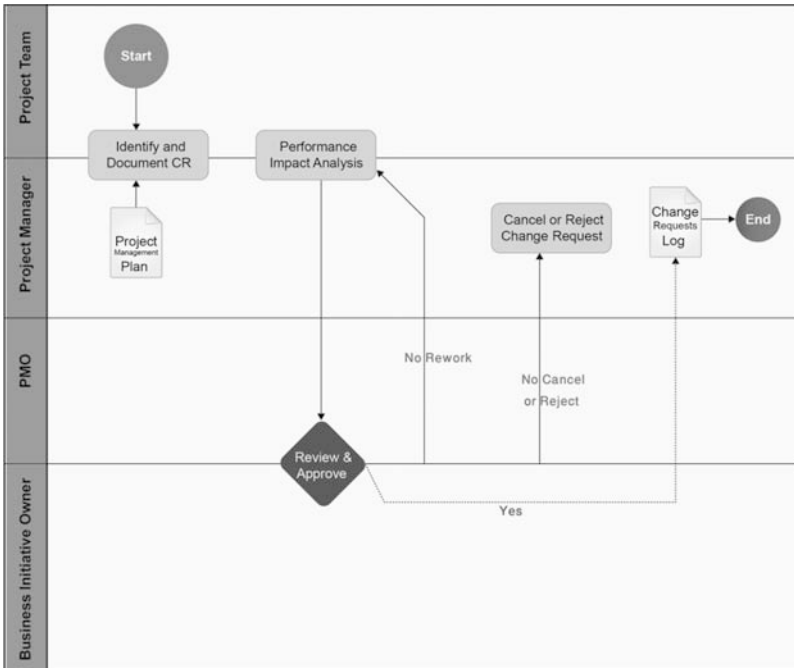 Project Team
Start
Identify and
Document CR
Performance
Impact Analysis
Project Manager
Project
Management
Plan
Cancel or Reject
Change Request
Change
Requests
Log
End
PMO
No Rework
No Cancel
or Reject
Review &
Approve
Yes
Business Initiative Owner